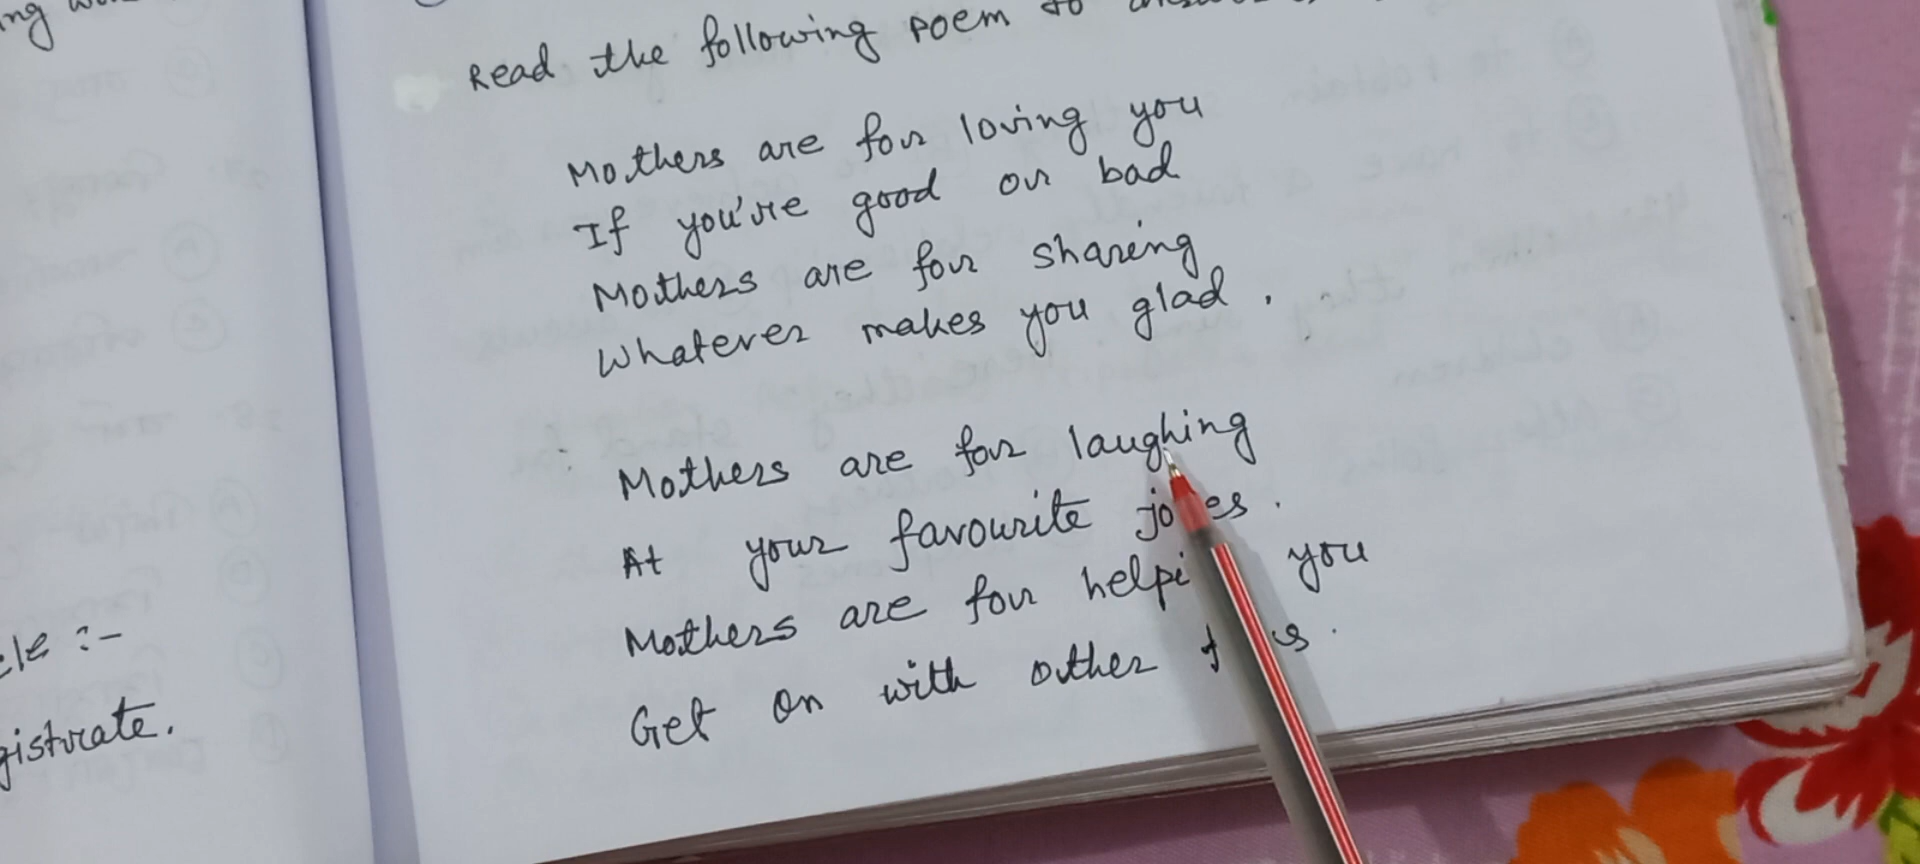 Read the following poem to
Mothers are for loving you
If you're good or bad
Mothers are for sharing
Whatever makes you glad.
Mothers are for laughing
At your favourite
Mothers are for you
Get on with other
:-